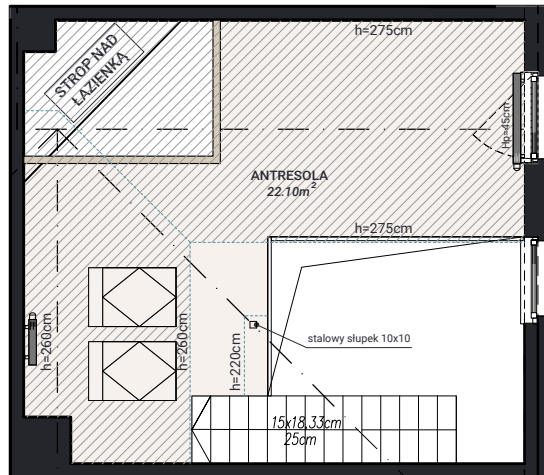 h=275cm
STROP NAD
ŁAZIENKĄ
Hp=45cm
ANTRESOLA
22.10m²
h=275cm
h=260cm
h=260cm
h=220cm
stalowy słupek 10x10
15x18.33cm
25cm